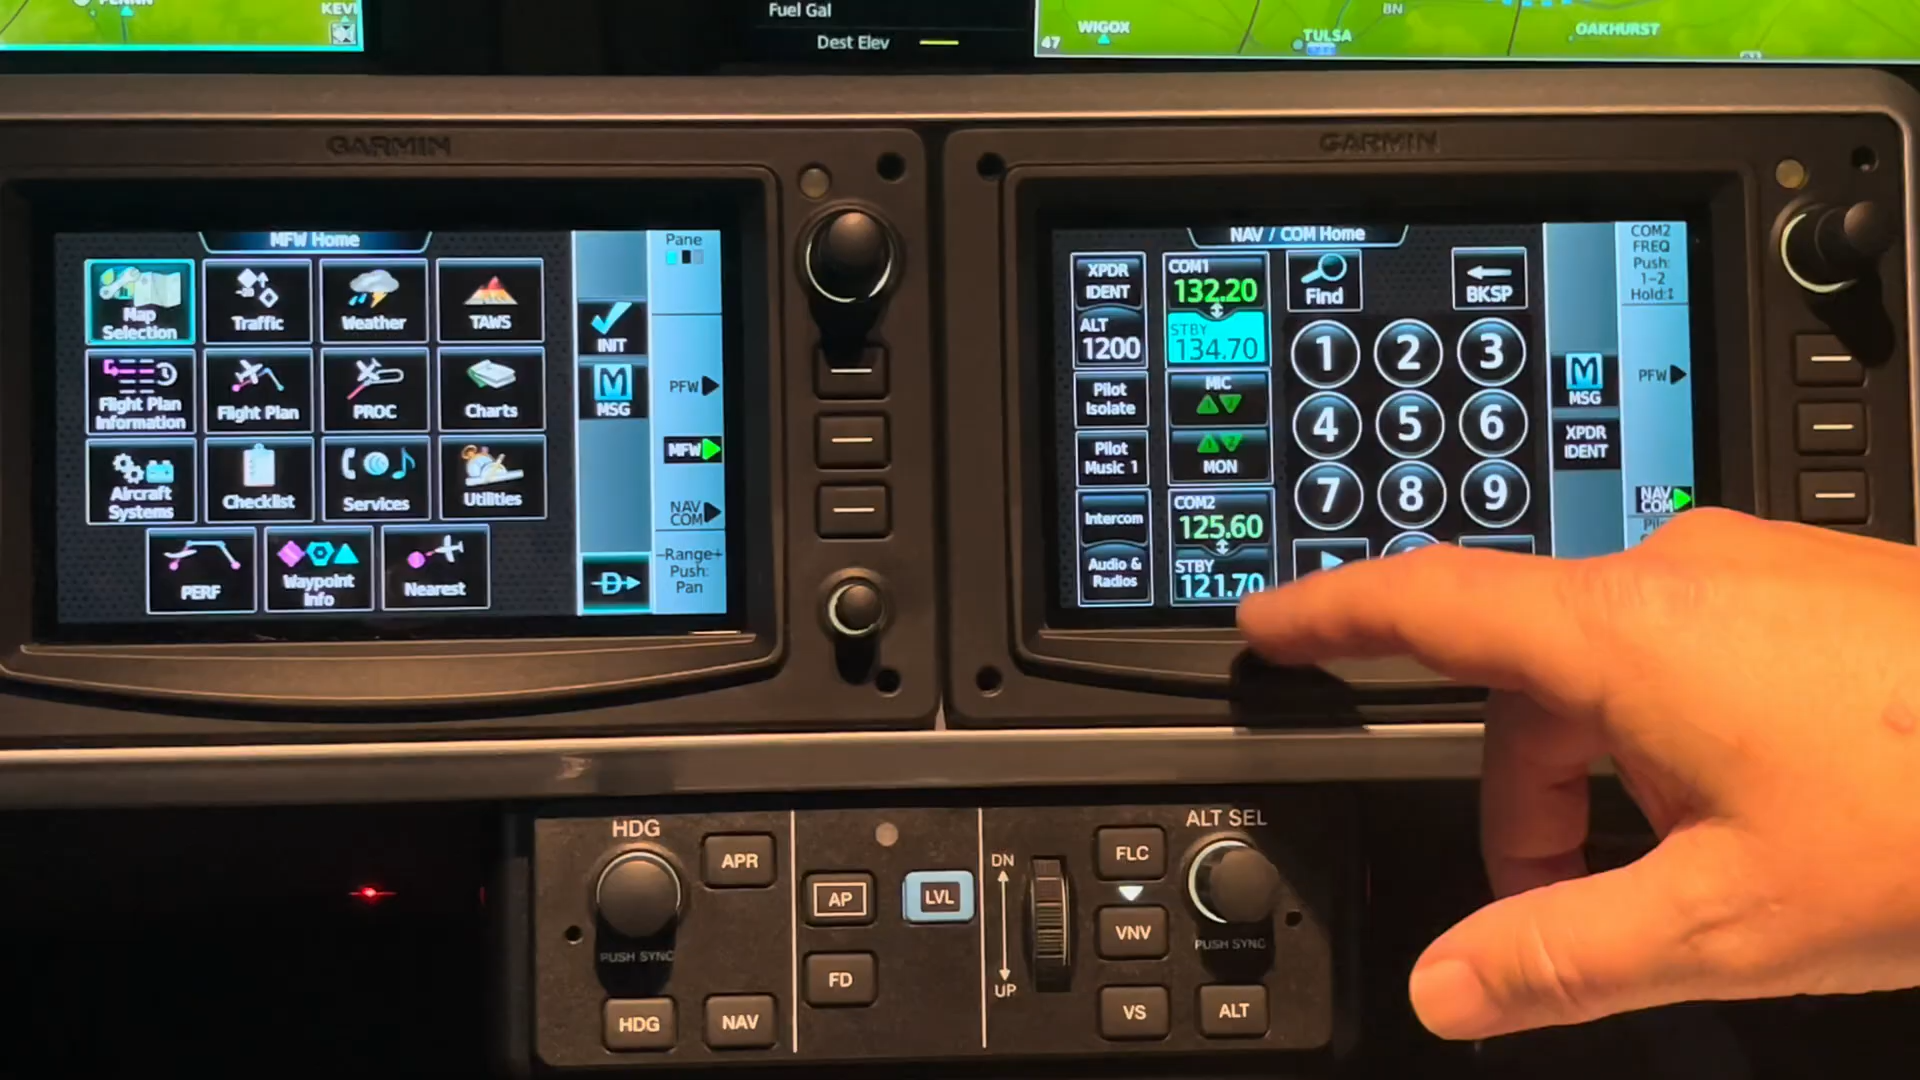 KEVI
Fuel Gal
Dest Elev
47
WIGOX
TULSA
BN
OAKHURST
GARMIN
MFW Home
Map
Selection
Traffic
Weather
TAWS
Flight Plan
Information
Flight Plan
PROC
Charts
Aircraft
Systems
Checklist
Services
Utilities
PERF
Waypoint
Info
Nearest
INIT
MSG
Pane
PFW
MFW
NAV
COM
-Range+
Push:
Pan
GARMIN
NAV / COM Home
XPDR
IDENT
ALT
1200
Pilot
Isolate
Pilot
Music 1
Intercom
Audio &
Radios
COM1
132.20
STBY
134.70
MIC
1
2
MON
COM2
125.60
STBY
121.70
Find
BKSP
1 2 3
4 5 6
7 8 9
MSG
XPDR
IDENT
COM2
FREQ
Push:
1-2
Hold:↕
PFW
NAV
COM
HDG
PUSH SYNC
HDG
APR
NAV
AP
FD
LVL
DN
UP
FLC
VNV
VS
ALT SEL
PUSH SYNC
ALT